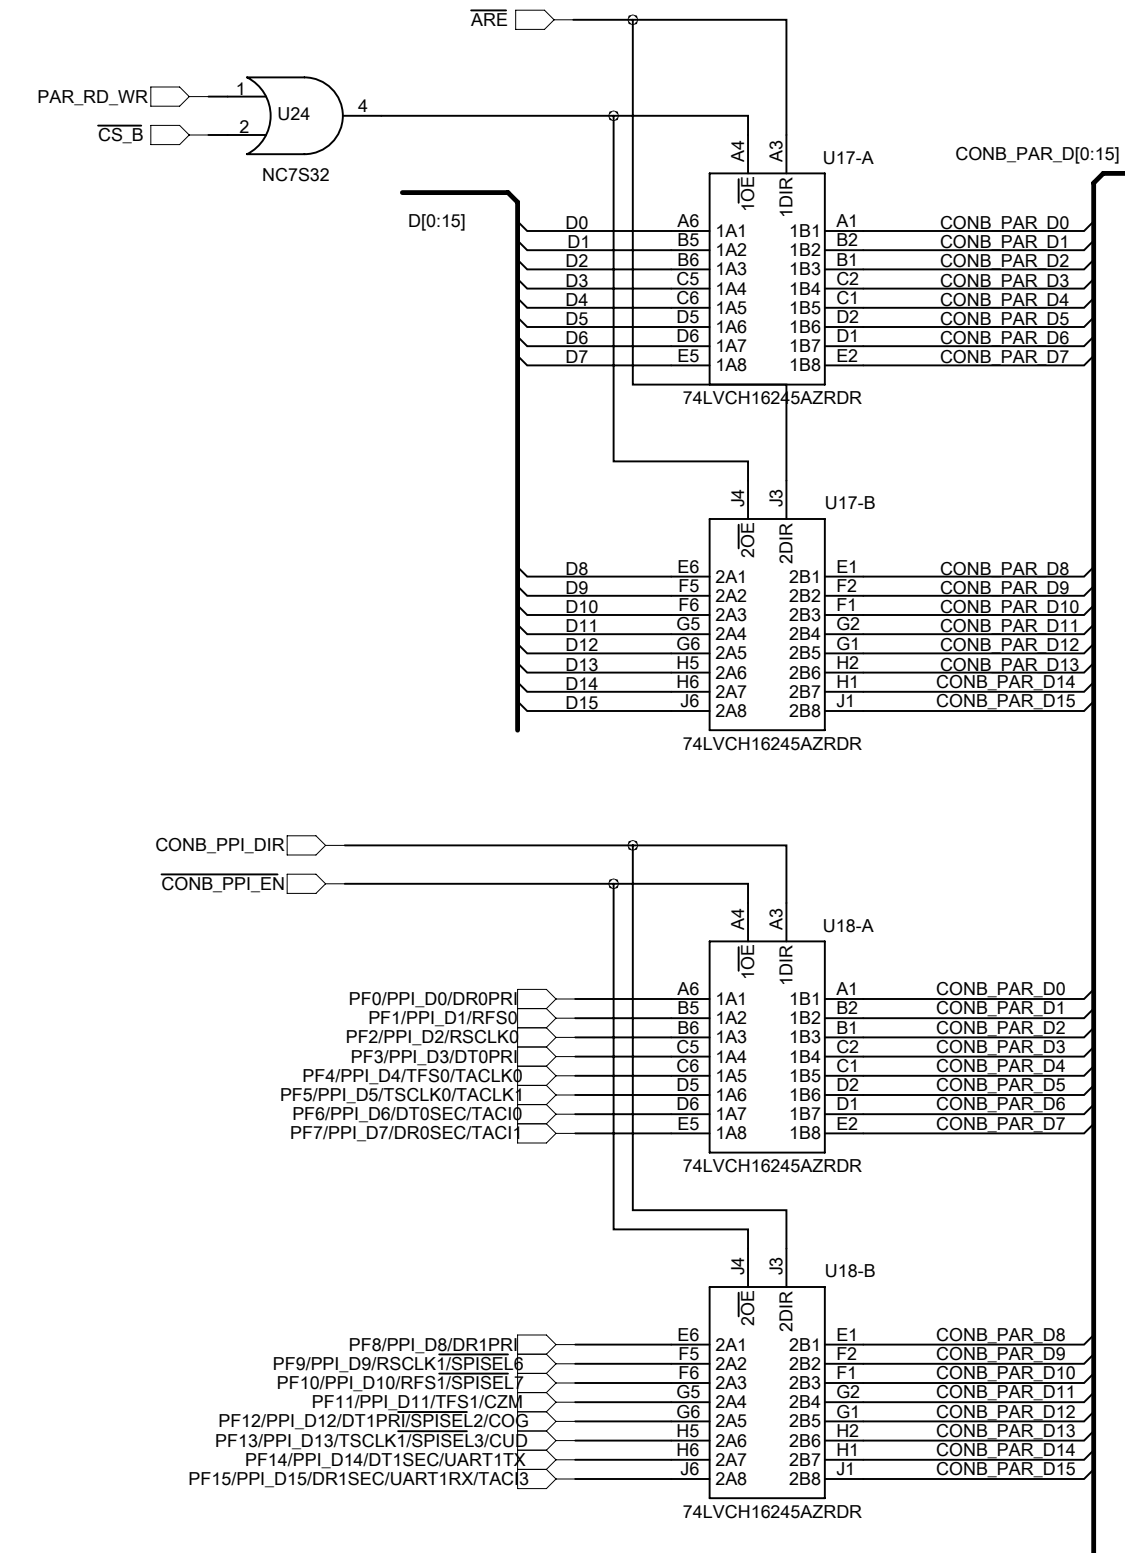 ARE
PAR_RD_WR 1
U24 4
CS_B 2
NC7S32
A4 A3 U17-A CONB_PAR_D[0:15]
D[0:15] 1OE 1DIR
D0 A6 1A1 1B1 A1 CONB_PAR_D0
D1 B5 1A2 1B2 B2 CONB_PAR_D1
D2 B6 1A3 1B3 B1 CONB_PAR_D2
D3 C5 1A4 1B4 C2 CONB_PAR_D3
D4 C6 1A5 1B5 C1 CONB_PAR_D4
D5 D5 1A6 1B6 D2 CONB_PAR_D5
D6 D6 1A7 1B7 D1 CONB_PAR_D6
D7 E5 1A8 1B8 E2 CONB_PAR_D7
74LVCH16245AZRDR
J4 J3 U17-B
2OE 2DIR
D8 E6 2A1 2B1 E1 CONB_PAR_D8
D9 F5 2A2 2B2 F2 CONB_PAR_D9
D10 F6 2A3 2B3 F1 CONB_PAR_D10
D11 G5 2A4 2B4 G2 CONB_PAR_D11
D12 G6 2A5 2B5 G1 CONB_PAR_D12
D13 H5 2A6 2B6 H2 CONB_PAR_D13
D14 H6 2A7 2B7 H1 CONB_PAR_D14
D15 J6 2A8 2B8 J1 CONB_PAR_D15
74LVCH16245AZRDR
CONB_PPI_DIR
CONB_PPI_EN
A4 A3 U18-A
1OE 1DIR
PF0/PPI_D0/DR0PRI A6 1A1 1B1 A1 CONB_PAR_D0
PF1/PPI_D1/RFS0 B5 1A2 1B2 B2 CONB_PAR_D1
PF2/PPI_D2/RSCLK0 B6 1A3 1B3 B1 CONB_PAR_D2
PF3/PPI_D3/DT0PRI C5 1A4 1B4 C2 CONB_PAR_D3
PF4/PPI_D4/TFS0/TACLK0 C6 1A5 1B5 C1 CONB_PAR_D4
PF5/PPI_D5/TSCLK0/TACLK1 D5 1A6 1B6 D2 CONB_PAR_D5
PF6/PPI_D6/DT0SEC/TACI0 D6 1A7 1B7 D1 CONB_PAR_D6
PF7/PPI_D7/DR0SEC/TACI1 E5 1A8 1B8 E2 CONB_PAR_D7
74LVCH16245AZRDR
J4 J3 U18-B
2OE 2DIR
PF8/PPI_D8/DR1PRI E6 2A1 2B1 E1 CONB_PAR_D8
PF9/PPI_D9/RSCLK1/SPISEL6 F5 2A2 2B2 F2 CONB_PAR_D9
PF10/PPI_D10/RFS1/SPISEL7 F6 2A3 2B3 F1 CONB_PAR_D10
PF11/PPI_D11/TFS1/CZM G5 2A4 2B4 G2 CONB_PAR_D11
PF12/PPI_D12/DT1PRI/SPISEL2/COG G6 2A5 2B5 G1 CONB_PAR_D12
PF13/PPI_D13/TSCLK1/SPISEL3/CUD H5 2A6 2B6 H2 CONB_PAR_D13
PF14/PPI_D14/DT1SEC/UART1TX H6 2A7 2B7 H1 CONB_PAR_D14
PF15/PPI_D15/DR1SEC/UART1RX/TACI3 J6 2A8 2B8 J1 CONB_PAR_D15
74LVCH16245AZRDR